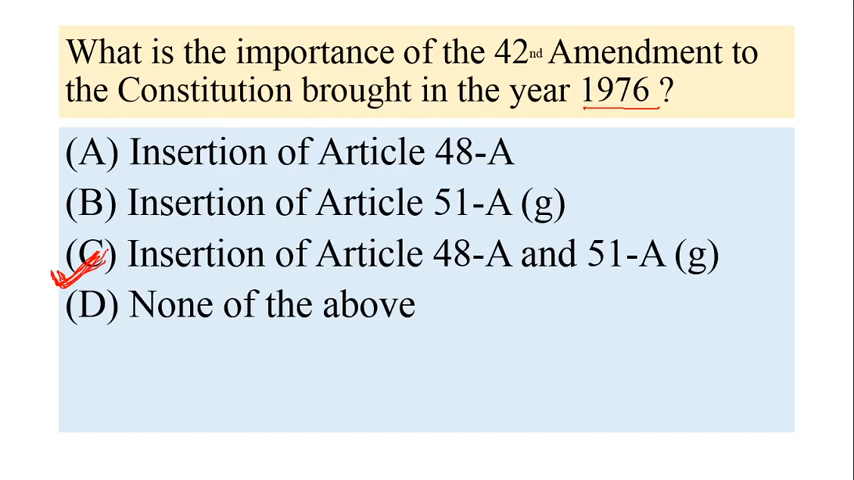 What is the importance of the 42nd Amendment to
the Constitution brought in the year 1976 ?
(A) Insertion of Article 48-A
(B) Insertion of Article 51-A (g)
(C) Insertion of Article 48-A and 51-A (g)
(D) None of the above